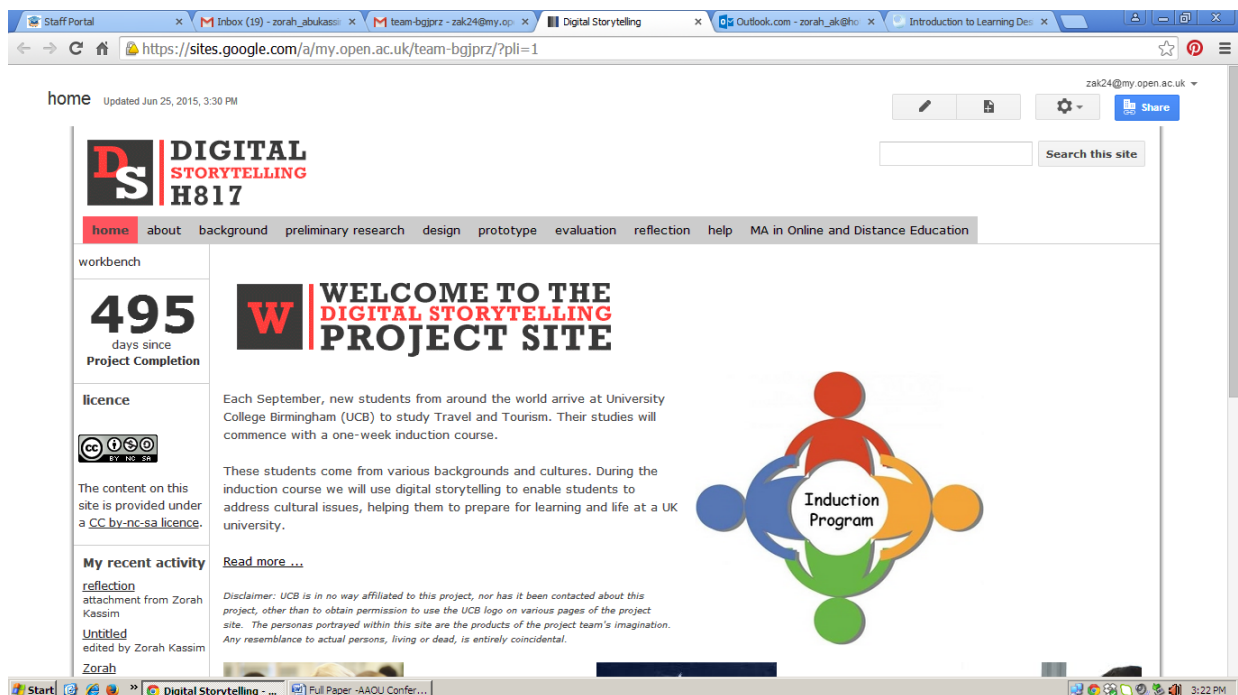 Staff Portal
Inbox (19) - zorah_abukassi
team-bgjprz - zak24@my.op
Digital Storytelling
Outlook.com - zorah_ak@ho
Introduction to Learning Des
https://sites.google.com/a/my.open.ac.uk/team-bgjprz/?pli=1
zak24@my.open.ac.uk
home Updated Jun 25, 2015, 3:30 PM
Share
DS
DIGITAL
STORYTELLING
H817
Search this site
home about background preliminary research design prototype evaluation reflection help MA in Online and Distance Education
workbench
495
days since
Project Completion
licence
CC
BY NC SA
The content on this
site is provided under
a CC by-nc-sa licence.
My recent activity
reflection
attachment from Zorah
Kassim
Untitled
edited by Zorah Kassim
Zorah
W
WELCOME TO THE
DIGITAL STORYTELLING
PROJECT SITE
Each September, new students from around the world arrive at University
College Birmingham (UCB) to study Travel and Tourism. Their studies will
commence with a one-week induction course.
These students come from various backgrounds and cultures. During the
induction course we will use digital storytelling to enable students to
address cultural issues, helping them to prepare for learning and life at a UK
university.
Read more ...
Disclaimer: UCB is in no way affiliated to this project, nor has it been contacted about this
project, other than to obtain permission to use the UCB logo on various pages of the project
site. The personas portrayed within this site are the products of the project team's imagination.
Any resemblance to actual persons, living or dead, is entirely coincidental.
Induction
Program
Start
Digital Storytelling - ...
Full Paper -AAOU Confer...
3:22 PM